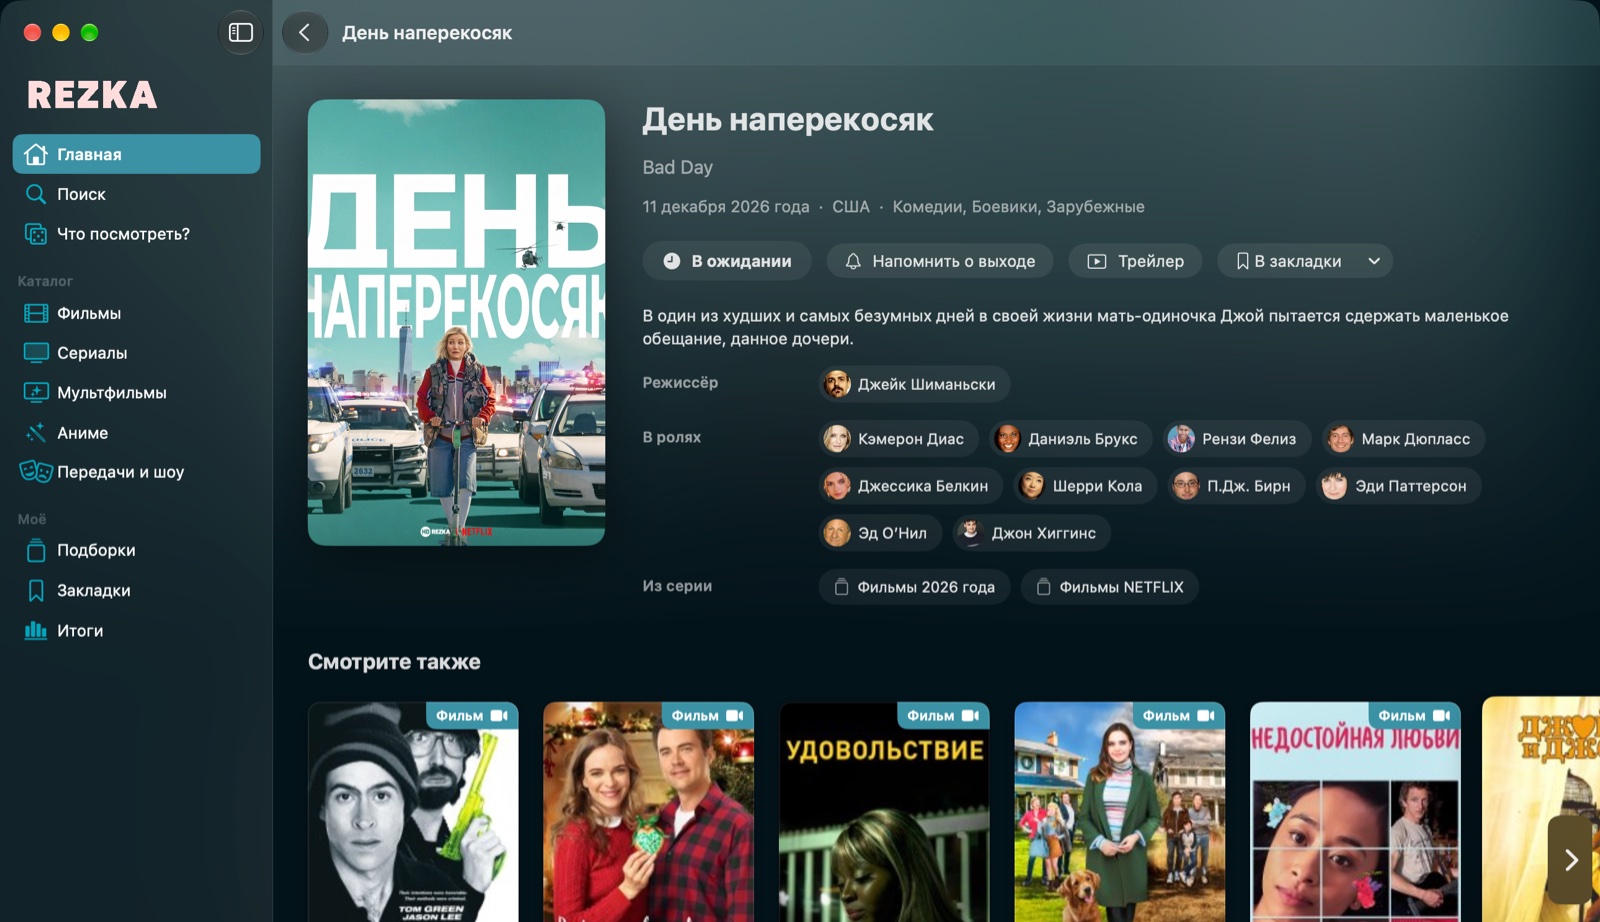 День наперекосяк
REZKA
Главная
Поиск
Что посмотреть?
Каталог
Фильмы
Сериалы
Мультфильмы
Аниме
Передачи и шоу
Моё
Подборки
Закладки
Итоги
ДЕНЬ
НАПЕРЕКОСЯК
2632
HD REZKA NETFLIX
День наперекосяк
Bad Day
11 декабря 2026 года · США · Комедии, Боевики, Зарубежные
В ожидании
Напомнить о выходе
Трейлер
В закладки
В один из худших и самых безумных дней в своей жизни мать-одиночка Джой пытается сдержать маленькое
обещание, данное дочери.
Режиссёр
Джейк Шиманьски
В ролях
Кэмерон Диас
Даниэль Брукс
Рензи Фелиз
Марк Дюпласс
Джессика Белкин
Шерри Кола
П.Дж. Бирн
Эди Паттерсон
Эд О’Нил
Джон Хиггинс
Из серии
Фильмы 2026 года
Фильмы NETFLIX
Смотрите также
Фильм
Фильм
Фильм
Фильм
Фильм
TOM GREEN
JASON LEE
УДОВОЛЬСТВИЕ
НЕДОСТОЙНАЯ ЛЮБВИ